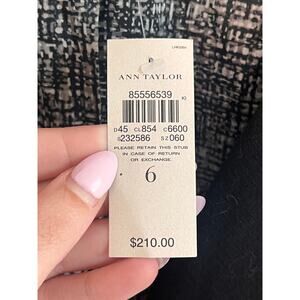 ANN TAYLOR
85556539
D45 CL854 C6600
S232586 SZ060
PLEASE RETAIN THIS STUB
IN CASE OF RETURN
OR EXCHANGE.
6
$210.00